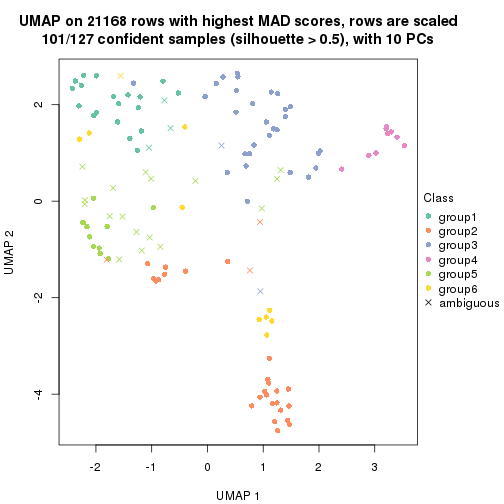 UMAP on 21168 rows with highest MAD scores, rows are scaled
101/127 confident samples (silhouette > 0.5), with 10 PCs
2
0
-2
-4
UMAP 2
-2
-1
0
1
2
3
UMAP 1
Class
group1
group2
group3
group4
group5
group6
ambiguous